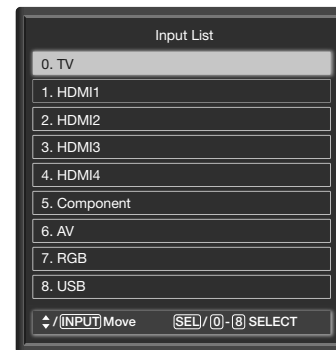 Input List
0. TV
1. HDMI1
2. HDMI2
3. HDMI3
4. HDMI4
5. Component
6. AV
7. RGB
8. USB
/ INPUT Move SEL / 0 - 8 SELECT